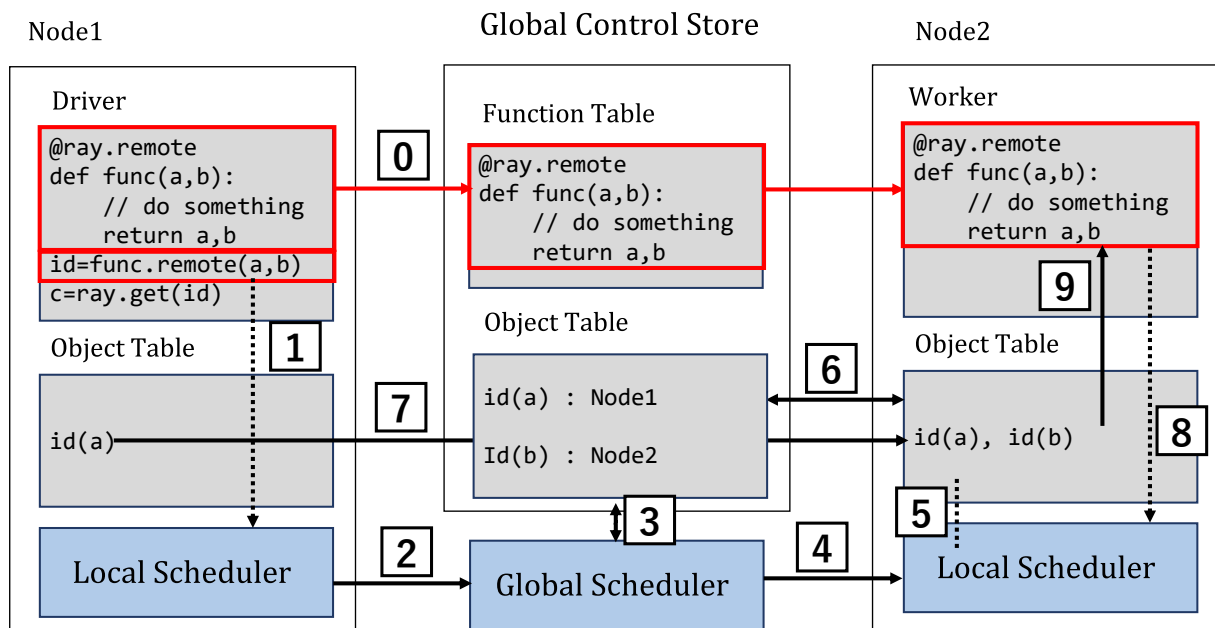 Node1
Global Control Store
Node2
Driver
@ray.remote
def func(a,b):
    // do something
    return a,b
id=func.remote(a,b)
c=ray.get(id)
0
Function Table
@ray.remote
def func(a,b):
    // do something
    return a,b
Worker
@ray.remote
def func(a,b):
    // do something
    return a,b
9
Object Table
1
id(a)
7
Object Table
id(a) : Node1
Id(b) : Node2
6
Object Table
id(a), id(b)
8
5
3
Local Scheduler
2
Global Scheduler
4
Local Scheduler